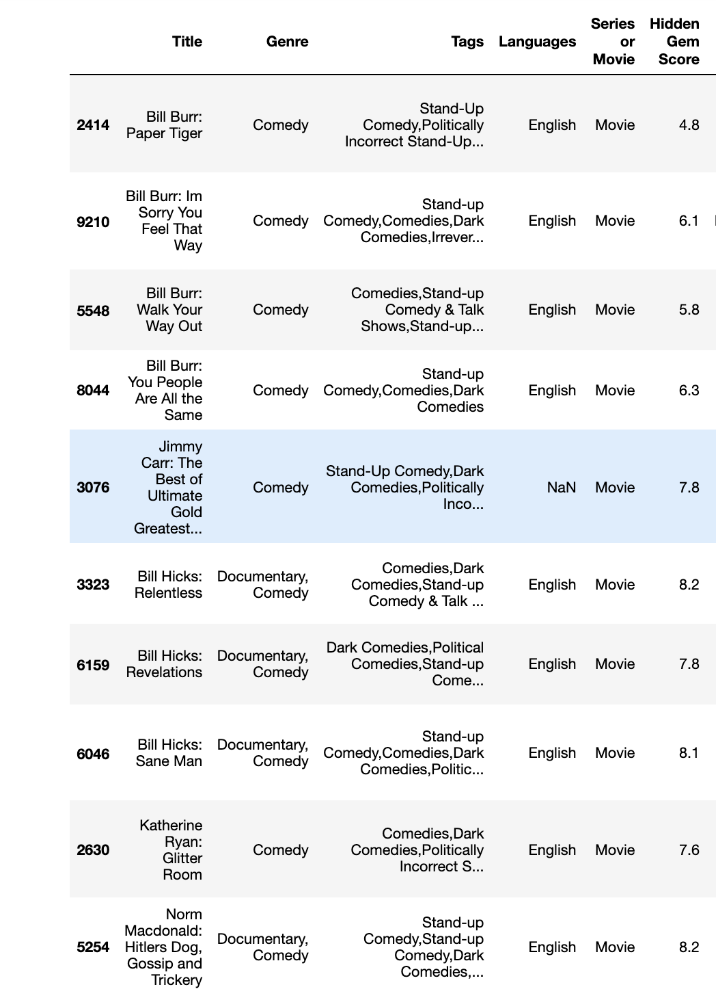 Title Genre Tags Languages Series or Movie Hidden Gem Score
2414 Bill Burr: Paper Tiger Comedy Stand-Up Comedy,Politically Incorrect Stand-Up... English Movie 4.8
9210 Bill Burr: Im Sorry You Feel That Way Comedy Stand-up Comedy,Comedies,Dark Comedies,Irrever... English Movie 6.1
5548 Bill Burr: Walk Your Way Out Comedy Comedies,Stand-up Comedy & Talk Shows,Stand-up... English Movie 5.8
8044 Bill Burr: You People Are All the Same Comedy Stand-up Comedy,Comedies,Dark Comedies English Movie 6.3
3076 Jimmy Carr: The Best of Ultimate Gold Greatest... Comedy Stand-Up Comedy,Dark Comedies,Politically Inco... NaN Movie 7.8
3323 Bill Hicks: Relentless Documentary, Comedy Comedies,Dark Comedies,Stand-up Comedy & Talk ... English Movie 8.2
6159 Bill Hicks: Revelations Documentary, Comedy Dark Comedies,Political Comedies,Stand-up Come... English Movie 7.8
6046 Bill Hicks: Sane Man Documentary, Comedy Stand-up Comedy,Comedies,Dark Comedies,Politic... English Movie 8.1
2630 Katherine Ryan: Glitter Room Comedy Comedies,Dark Comedies,Politically Incorrect S... English Movie 7.6
5254 Norm Macdonald: Hitlers Dog, Gossip and Trickery Documentary, Comedy Stand-up Comedy,Stand-up Comedy,Dark Comedies,... English Movie 8.2